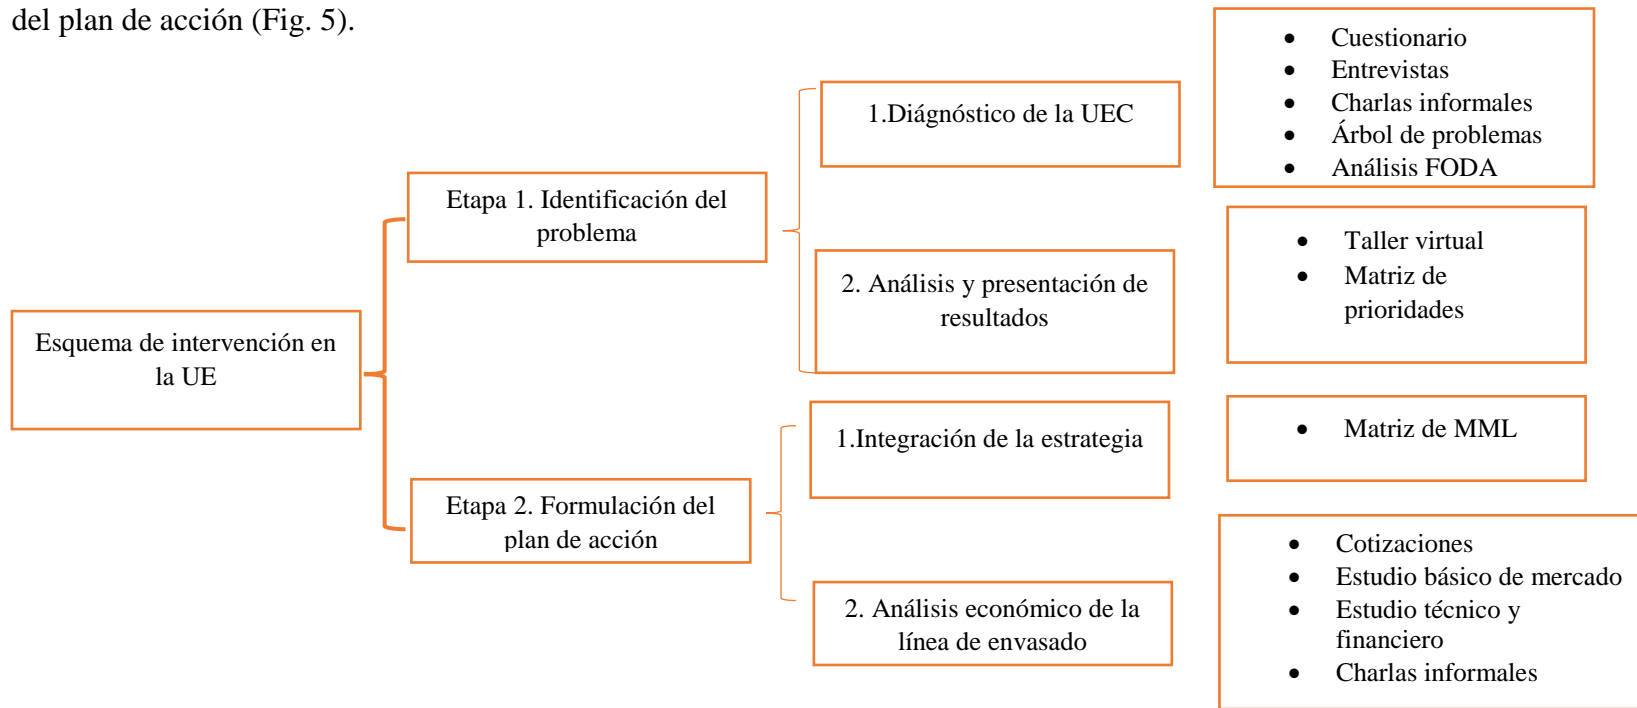 del plan de acción (Fig. 5).
Esquema de intervención en
la UE
Etapa 1. Identificación del
problema
1.Diágnóstico de la UEC
• Cuestionario
• Entrevistas
• Charlas informales
• Árbol de problemas
• Análisis FODA
2. Análisis y presentación de
resultados
• Taller virtual
• Matriz de
prioridades
Etapa 2. Formulación del
plan de acción
1.Integración de la estrategia
• Matriz de MML
2. Análisis económico de la
línea de envasado
• Cotizaciones
• Estudio básico de mercado
• Estudio técnico y
financiero
• Charlas informales